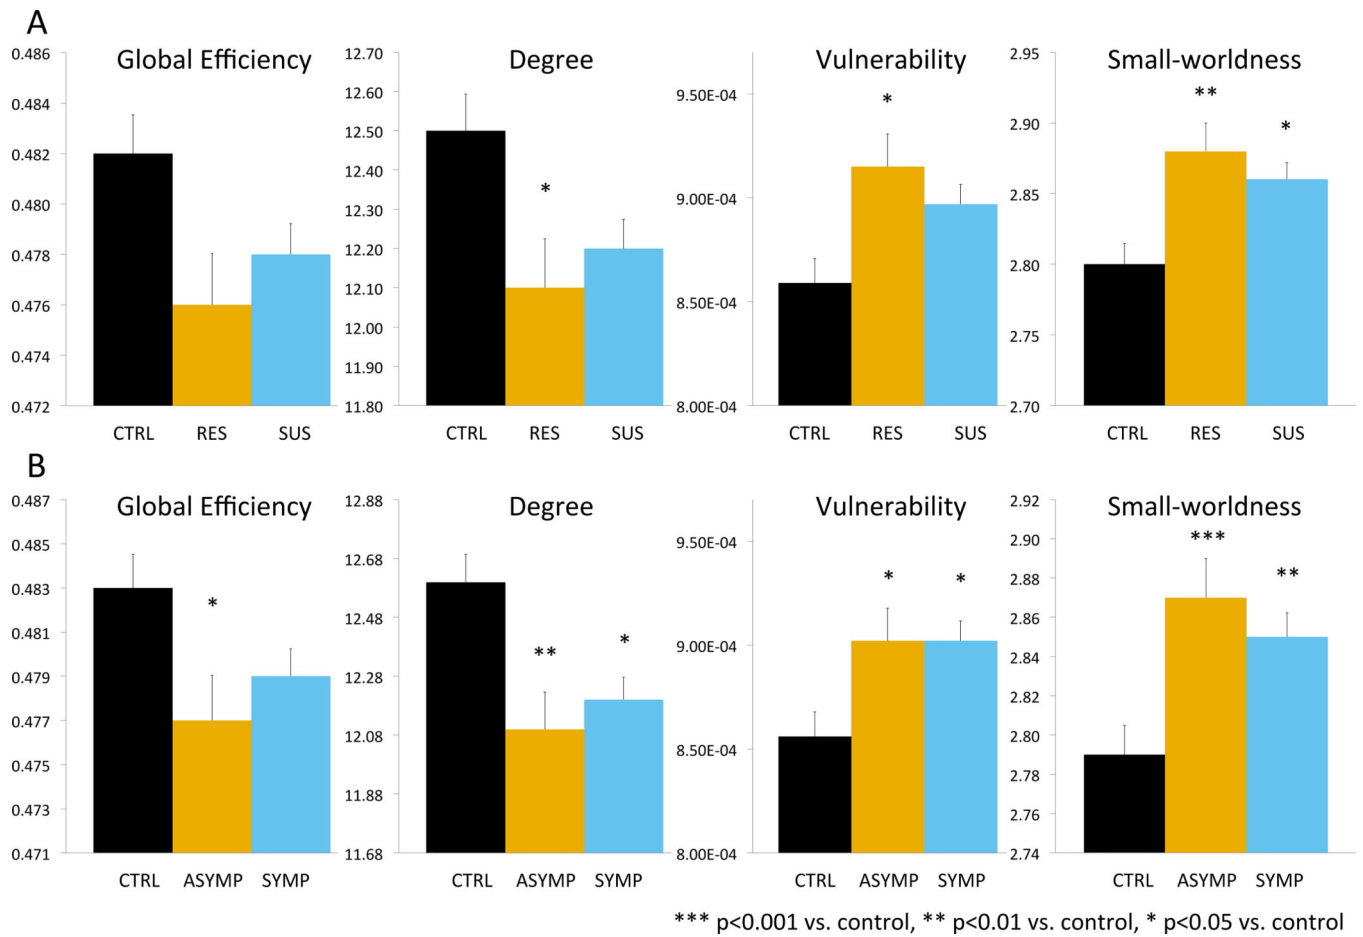 A
Global Efficiency
0.486
0.484
0.482
0.480
0.478
0.476
0.474
0.472
CTRL RES SUS
Degree
12.70
12.60
12.50
12.40
12.30
12.20
12.10
12.00
11.90
11.80
*
CTRL RES SUS
Vulnerability
9.50E-04
9.00E-04
8.50E-04
8.00E-04
*
CTRL RES SUS
Small-worldness
2.95
2.90
2.85
2.80
2.75
2.70
**
*
CTRL RES SUS
B
Global Efficiency
0.487
0.485
0.483
0.481
0.479
0.477
0.475
0.473
0.471
*
CTRL ASYMP SYMP
Degree
12.88
12.68
12.48
12.28
12.08
11.88
11.68
**
*
CTRL ASYMP SYMP
Vulnerability
9.50E-04
9.00E-04
8.50E-04
8.00E-04
* *
CTRL ASYMP SYMP
Small-worldness
2.92
2.90
2.88
2.86
2.84
2.82
2.80
2.78
2.76
2.74
***
**
CTRL ASYMP SYMP
*** p<0.001 vs. control, ** p<0.01 vs. control, * p<0.05 vs. control